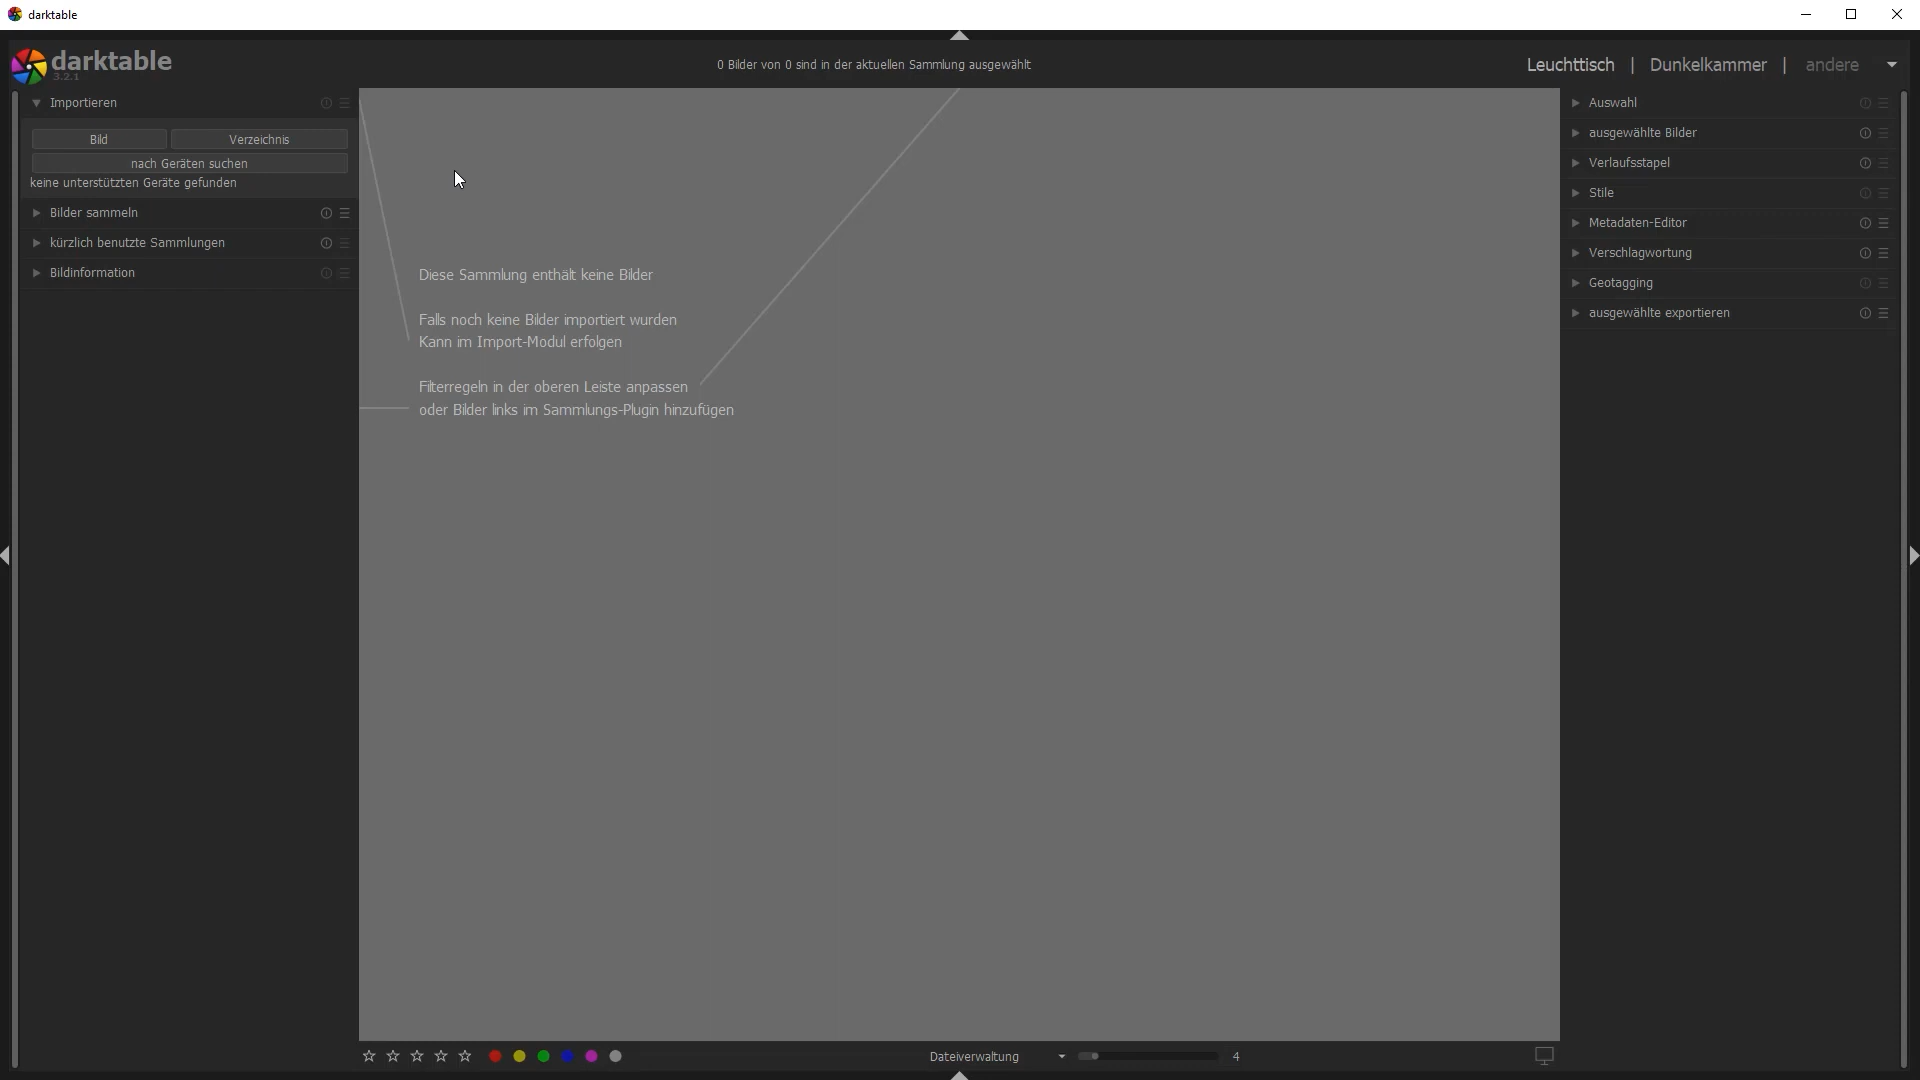 darktable
darktable
3.2.1
0 Bilder von 0 sind in der aktuellen Sammlung ausgewählt
Leuchttisch | Dunkelkammer | andere
Importieren
Bild
Verzeichnis
nach Geräten suchen
keine unterstützten Geräte gefunden
Bilder sammeln
kürzlich benutzte Sammlungen
Bildinformation
Diese Sammlung enthält keine Bilder
Falls noch keine Bilder importiert wurden
Kann im Import-Modul erfolgen
Filterregeln in der oberen Leiste anpassen
oder Bilder links im Sammlungs-Plugin hinzufügen
Auswahl
ausgewählte Bilder
Verlaufsstapel
Stile
Metadaten-Editor
Verschlagwortung
Geotagging
ausgewählte exportieren
Dateiverwaltung
4